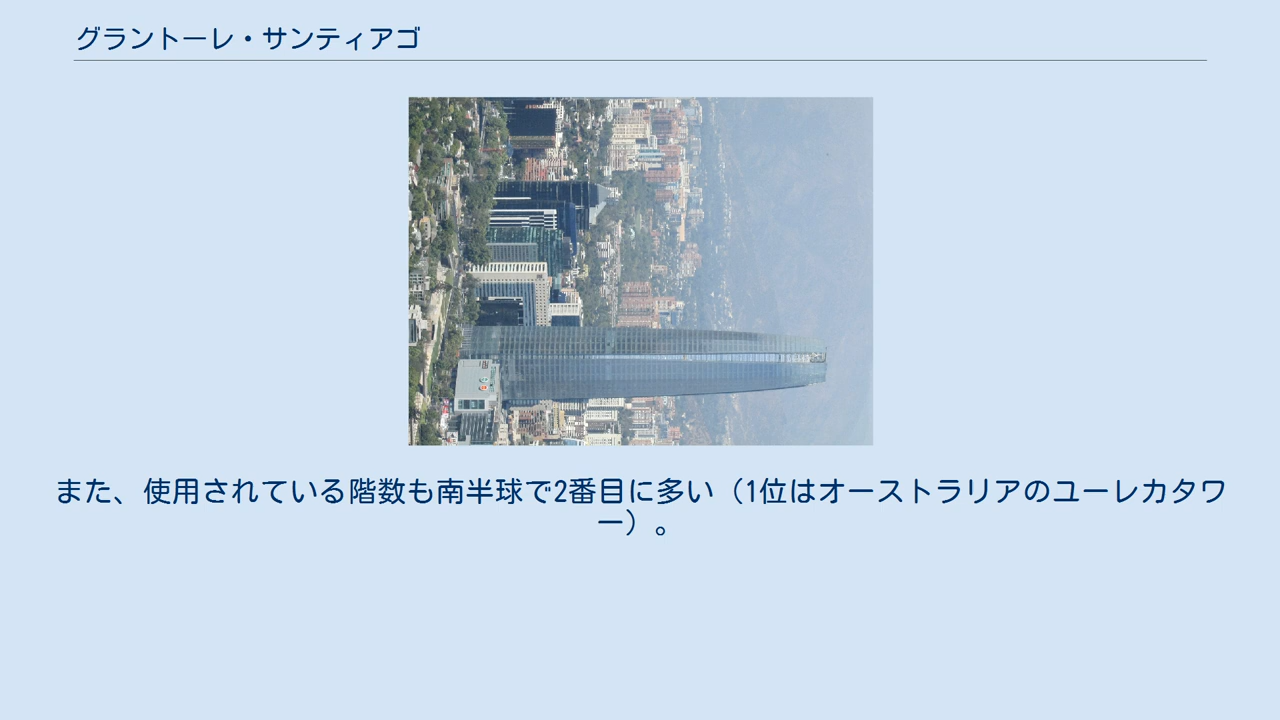 グラントーレ・サンティアゴ
また、使用されている階数も南半球で2番目に多い（1位はオーストラリアのユーレカタワ
ー）。